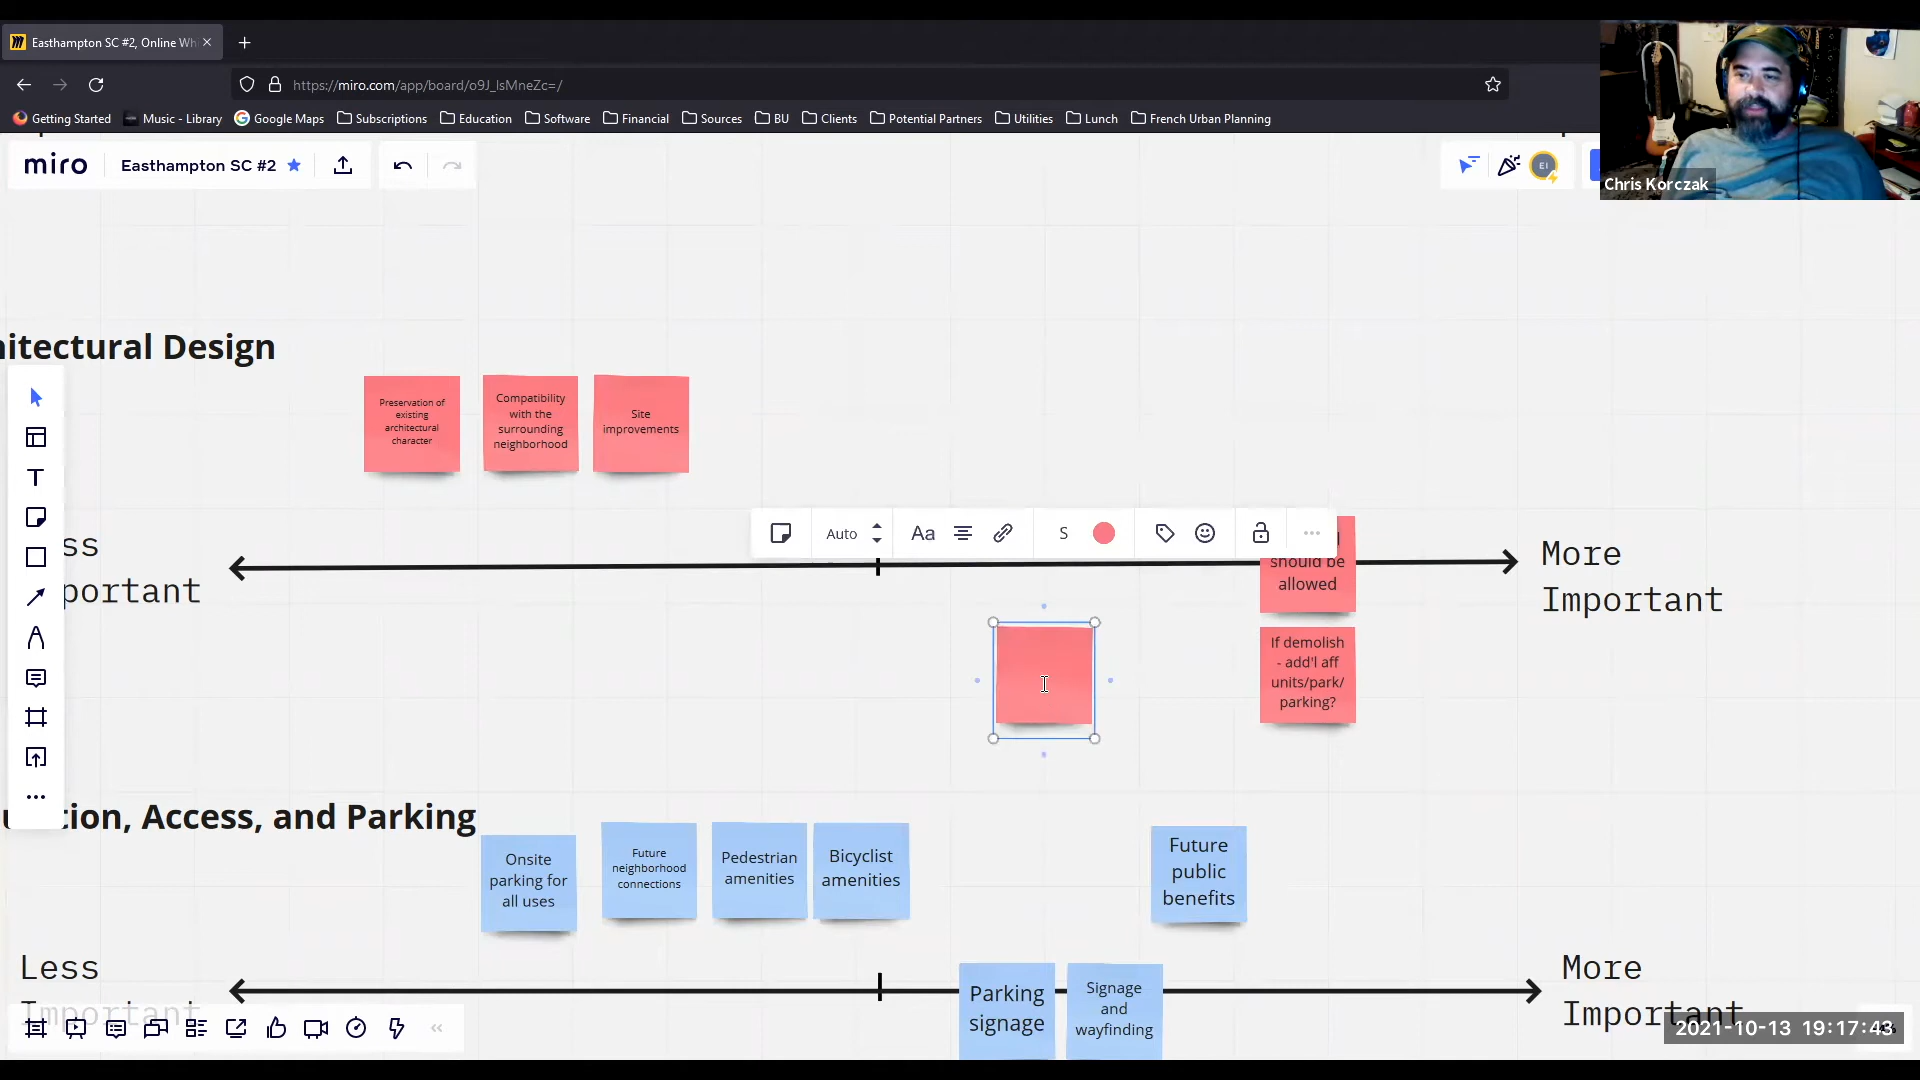 Easthampton SC #2, Online Wh
https://miro.com/app/board/o9J_lsMneZc=/
Getting Started
Music - Library
Google Maps
Subscriptions
Education
Software
Financial
Sources
BU
Clients
Potential Partners
Utilities
Lunch
French Urban Planning
miro
Easthampton SC #2
EI
Chris Korczak
hitectural Design
Preservation of
existing
architectural
character
Compatibility
with the
surrounding
neighborhood
Site
improvements
Auto
Aa
S
ss
portant
should be
allowed
More
Important
If demolish
- add'l aff
units/park/
parking?
tion, Access, and Parking
Onsite
parking for
all uses
Future
neighborhood
connections
Pedestrian
amenities
Bicyclist
amenities
Future
public
benefits
Less
Important
Parking
signage
Signage
and
wayfinding
More
Important
2021-10-13 19:17:43